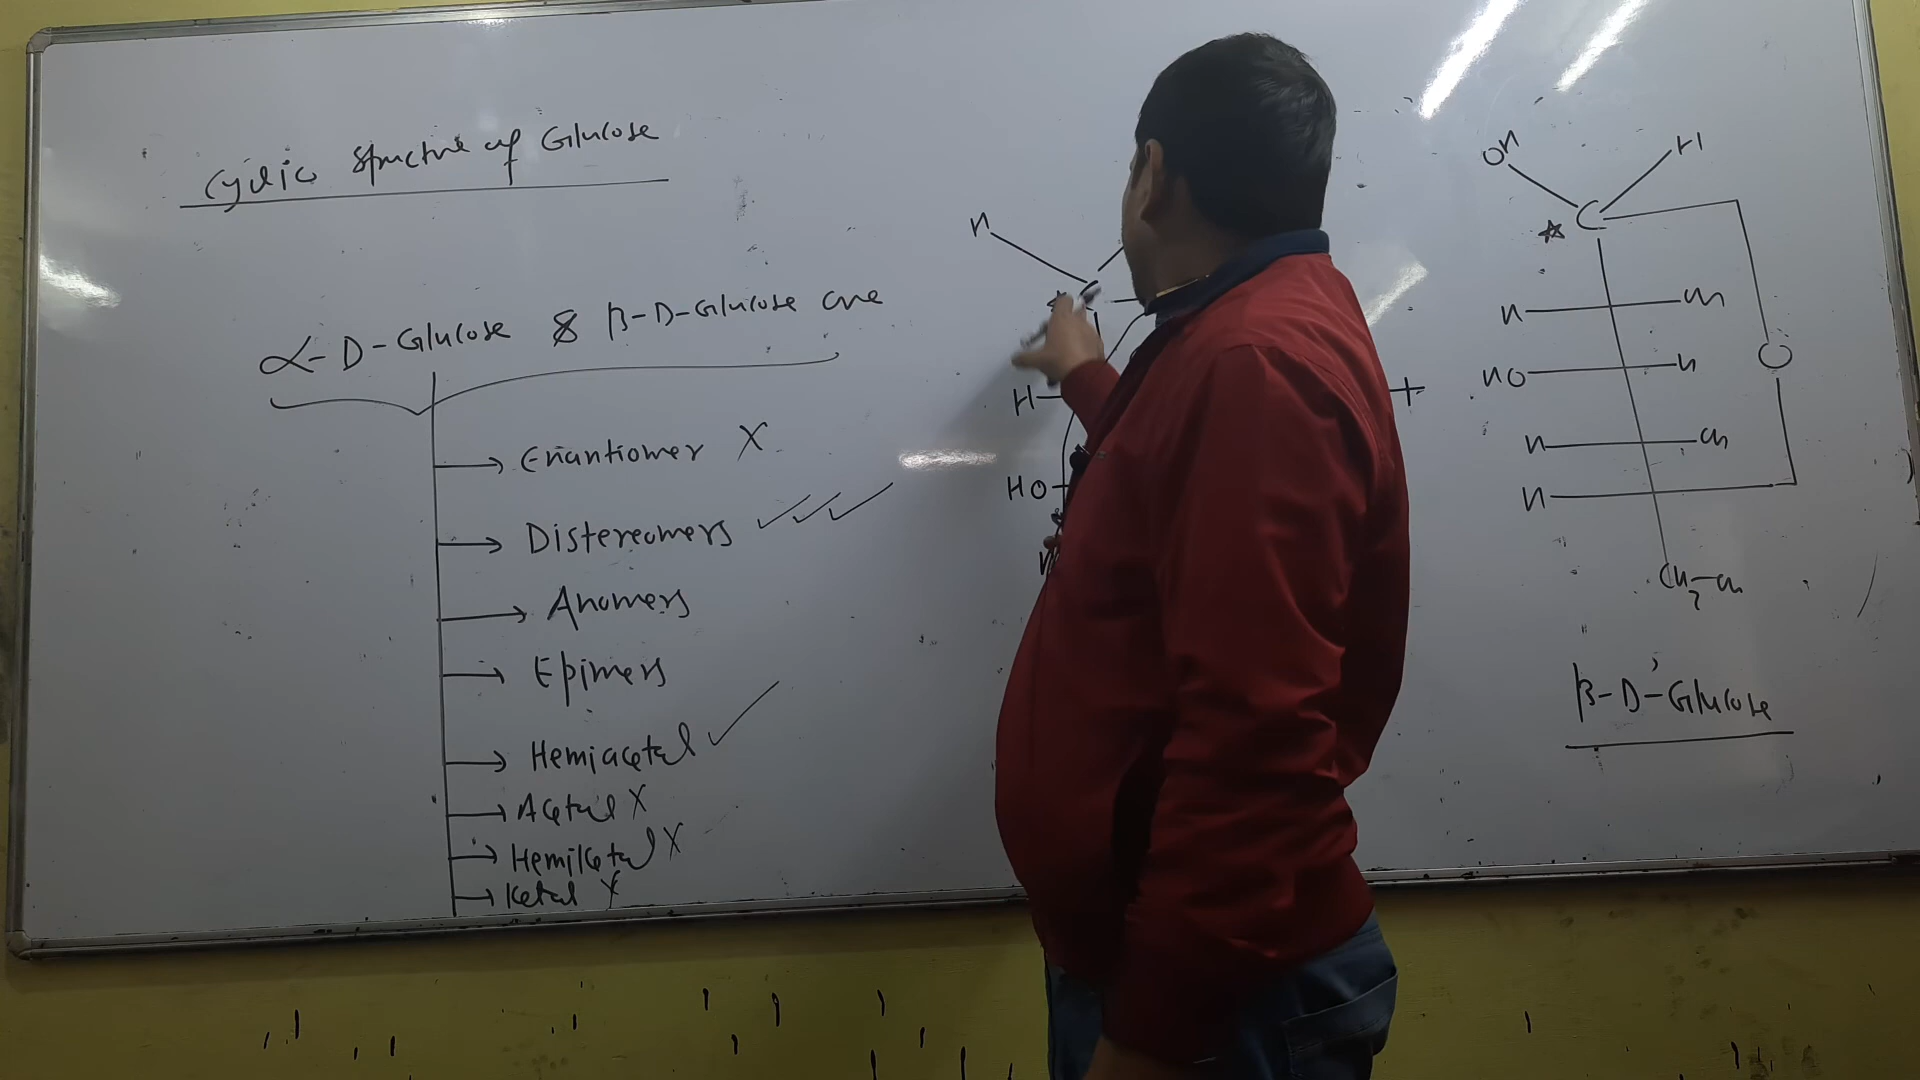 Cyclic Structure of Glucose
α-D-Glucose & β-D-Glucose are
Enantiomer X
Distereomers ✓✓✓
Anomers
Epimers
Hemiacetal ✓
Acetal X
Hemiketal X
Ketal X
H
C
H
HO
H
+
OH H
☆ C
H OH
HO H
O
H OH
H
CH2-OH
β-D-Glucose